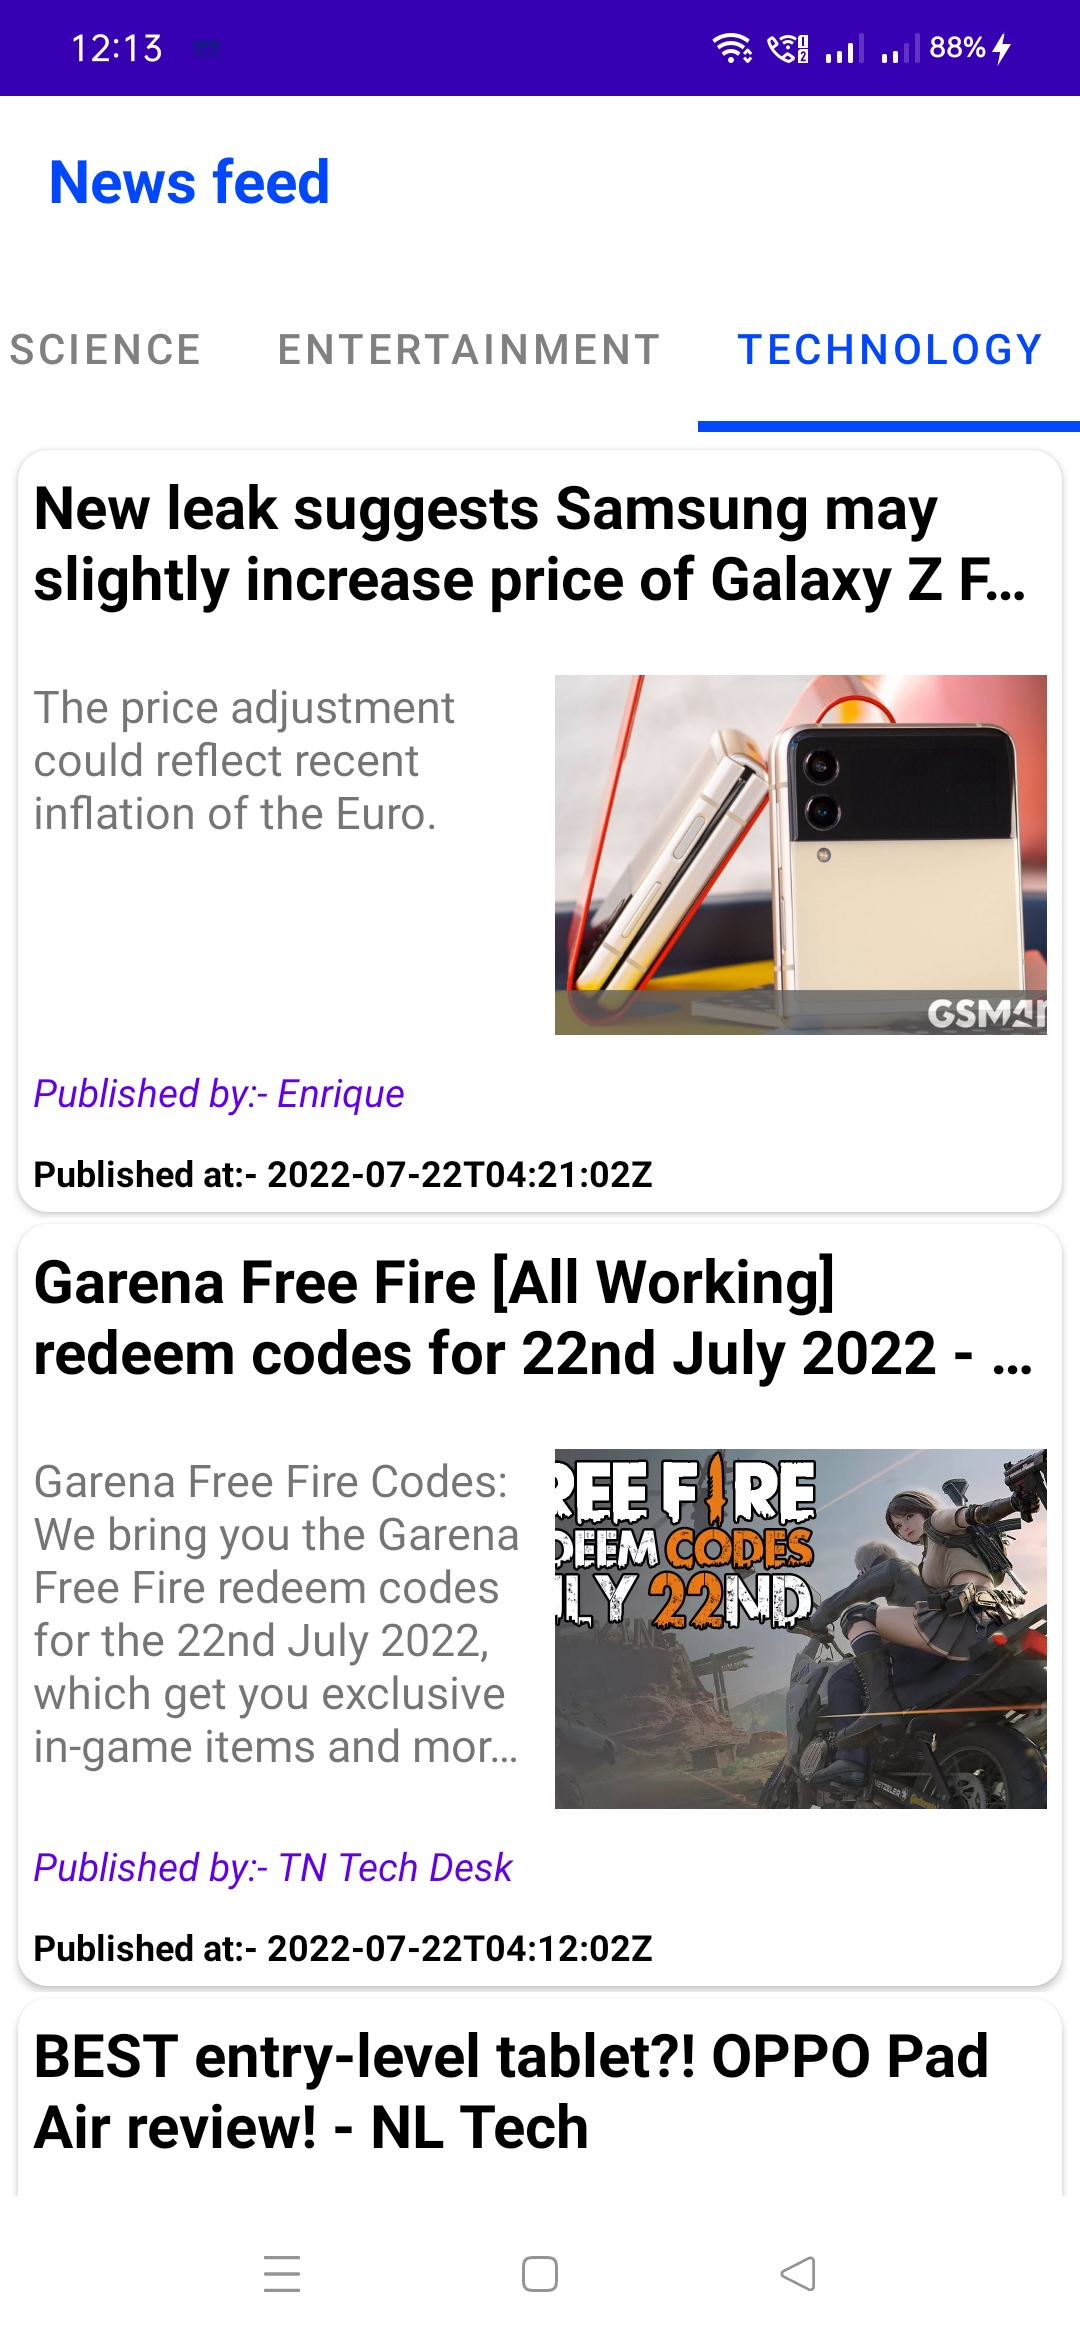 12:13
88%
News feed
SCIENCE ENTERTAINMENT TECHNOLOGY
New leak suggests Samsung may
slightly increase price of Galaxy Z F...
The price adjustment
could reflect recent
inflation of the Euro.
Published by:- Enrique
Published at:- 2022-07-22T04:21:02Z
Garena Free Fire [All Working]
redeem codes for 22nd July 2022 - ...
Garena Free Fire Codes:
We bring you the Garena
Free Fire redeem codes
for the 22nd July 2022,
which get you exclusive
in-game items and mor...
REE FIRE
DEEM CODES
LY 22ND
Published by:- TN Tech Desk
Published at:- 2022-07-22T04:12:02Z
BEST entry-level tablet?! OPPO Pad
Air review! - NL Tech